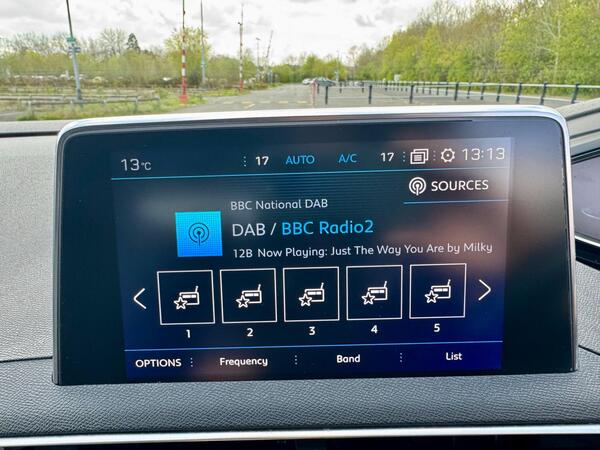 13°C 17 AUTO A/C 17 13:13
SOURCES
BBC National DAB
DAB / BBC Radio2
12B Now Playing: Just The Way You Are by Milky
1 2 3 4 5
OPTIONS Frequency Band List